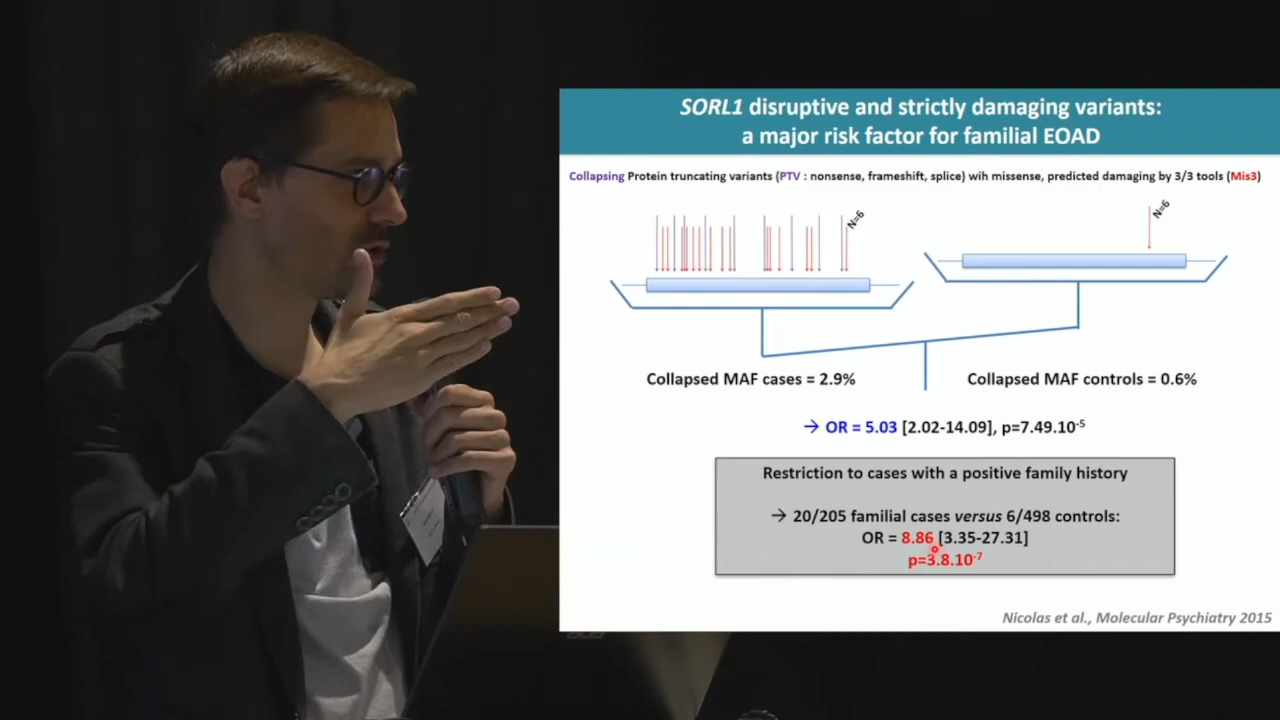 SORL1 disruptive and strictly damaging variants:
a major risk factor for familial EOAD
Collapsing Protein truncating variants (PTV : nonsense, frameshift, splice) wih missense, predicted damaging by 3/3 tools (Mis3)
N=6
N=6
Collapsed MAF cases = 2.9%
Collapsed MAF controls = 0.6%
→ OR = 5.03 [2.02-14.09], p=7.49.10-5
Restriction to cases with a positive family history
→ 20/205 familial cases versus 6/498 controls:
OR = 8.86 [3.35-27.31]
p=3.8.10-7
Nicolas et al., Molecular Psychiatry 2015